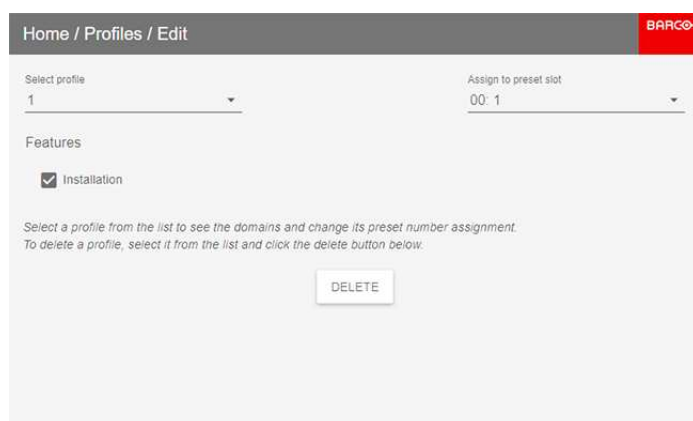 Home / Profiles / Edit
BARCO
Select profile
Assign to preset slot
1
00: 1
Features
Installation
Select a profile from the list to see the domains and change its preset number assignment.
To delete a profile, select it from the list and click the delete button below.
DELETE